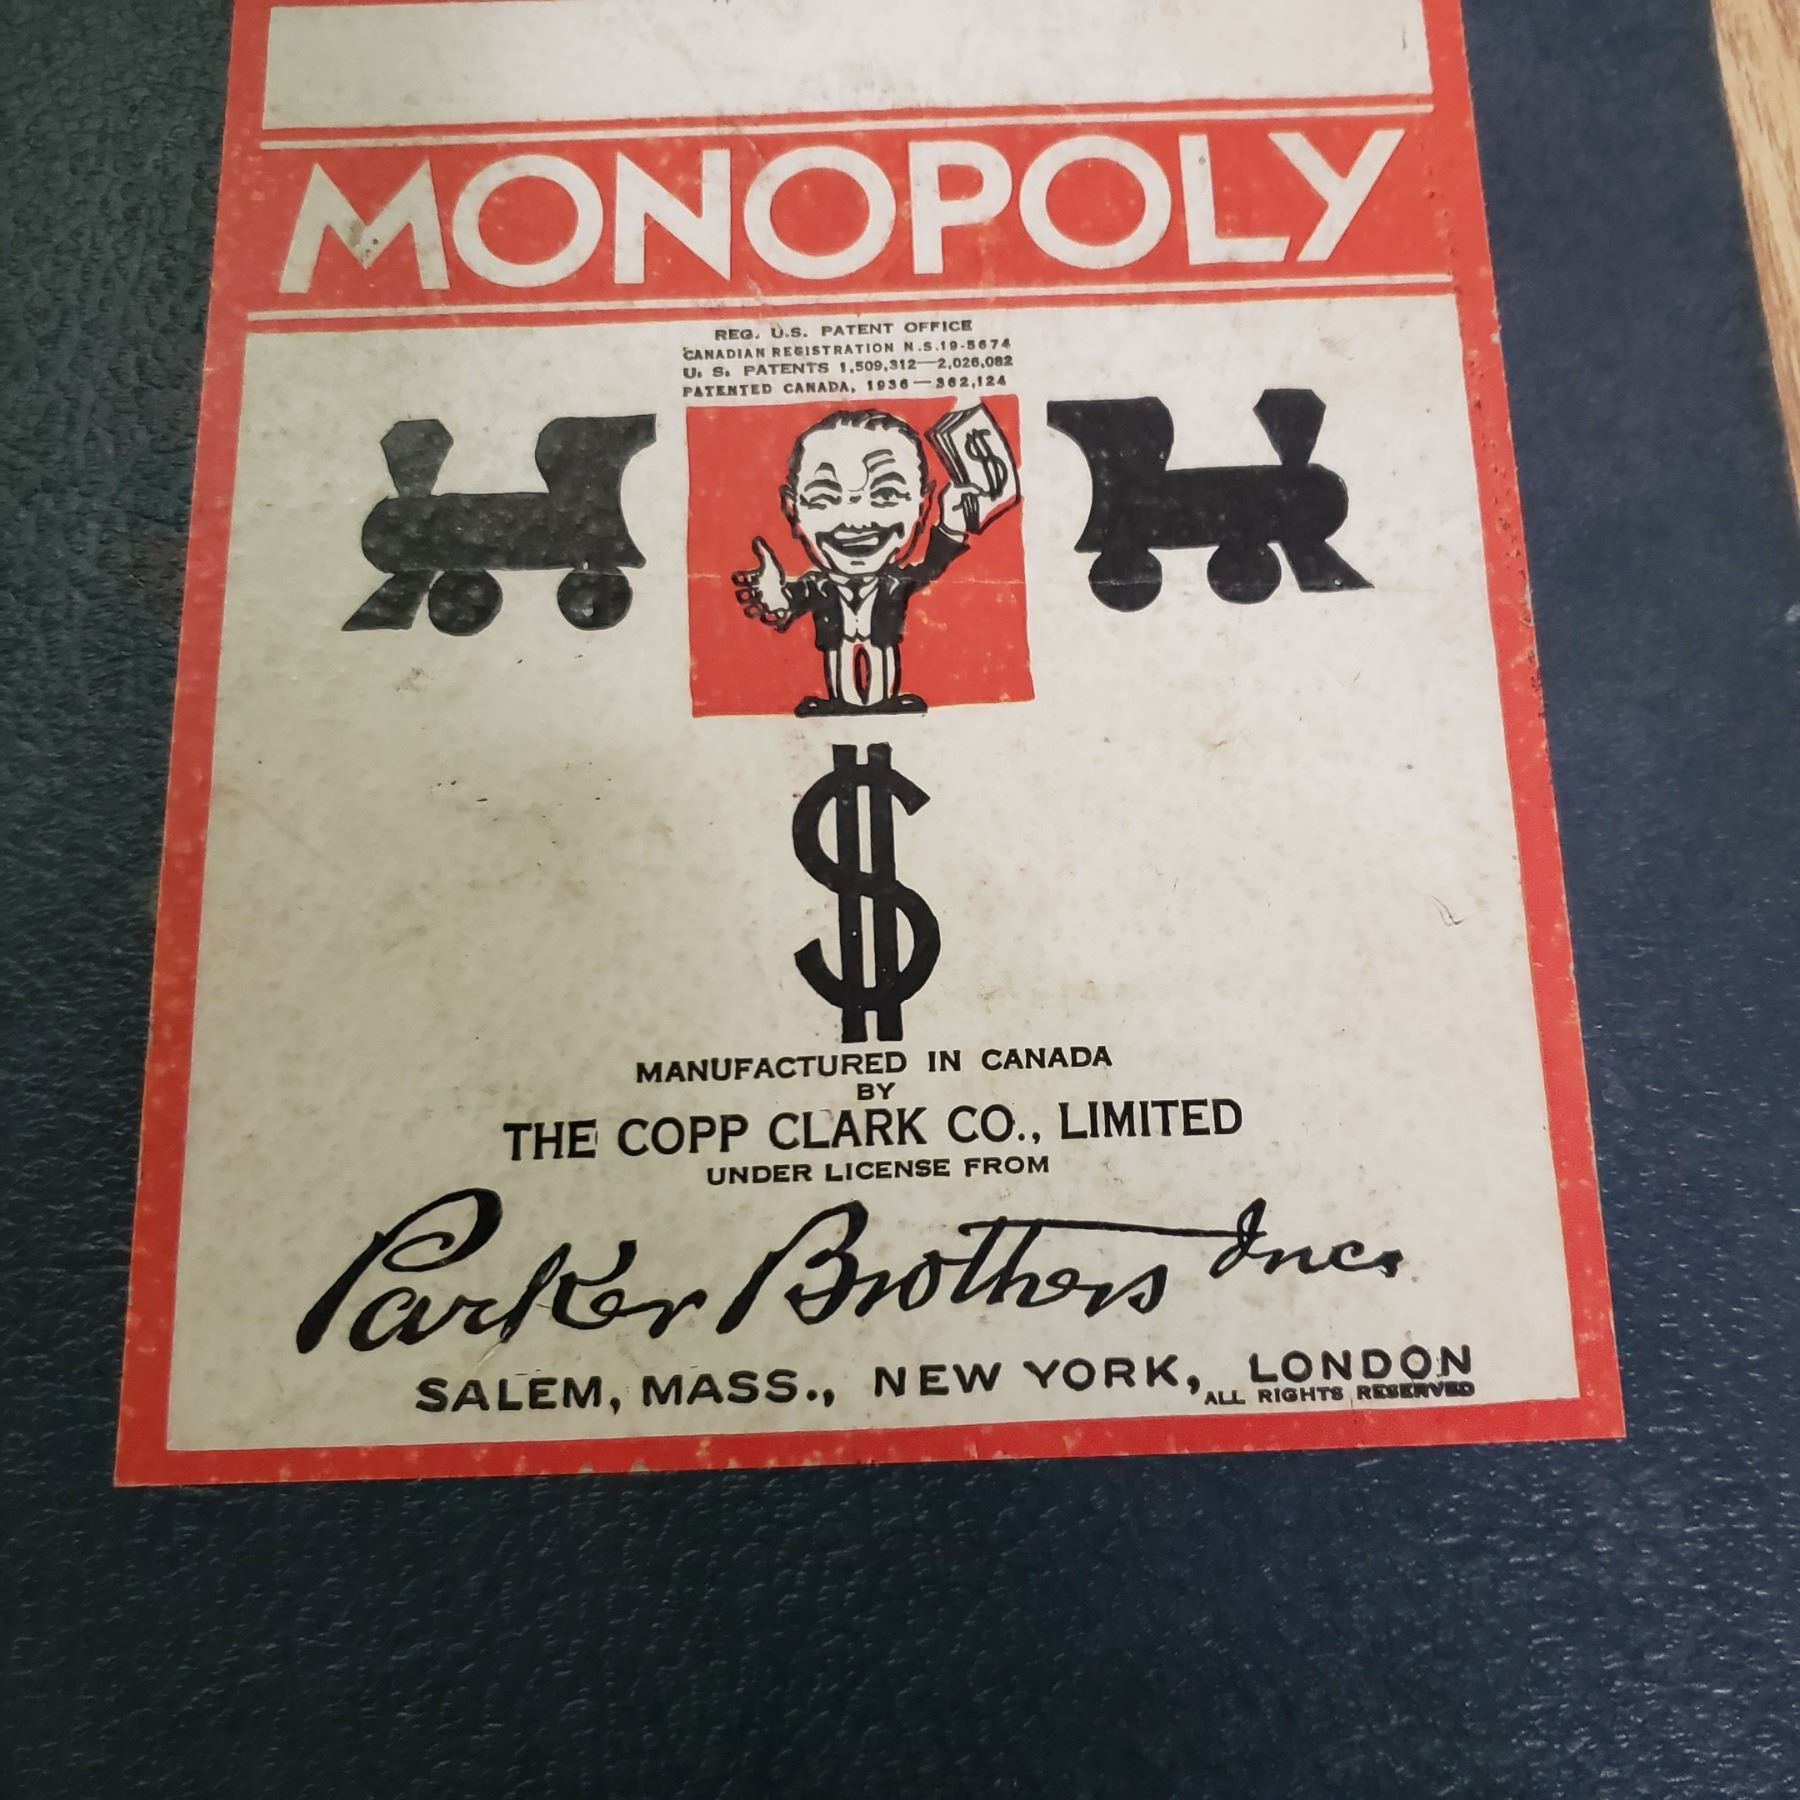 MONOPOLY
REG. U.S. PATENT OFFICE
CANADIAN REGISTRATION N.S.19-5674
U. S. PATENTS 1,509,312—2,026,082
PATENTED CANADA, 1936—362,124
$
$
MANUFACTURED IN CANADA
BY
THE COPP CLARK CO., LIMITED
UNDER LICENSE FROM
Parker Brothers Inc.
SALEM, MASS., NEW YORK, LONDON
ALL RIGHTS RESERVED